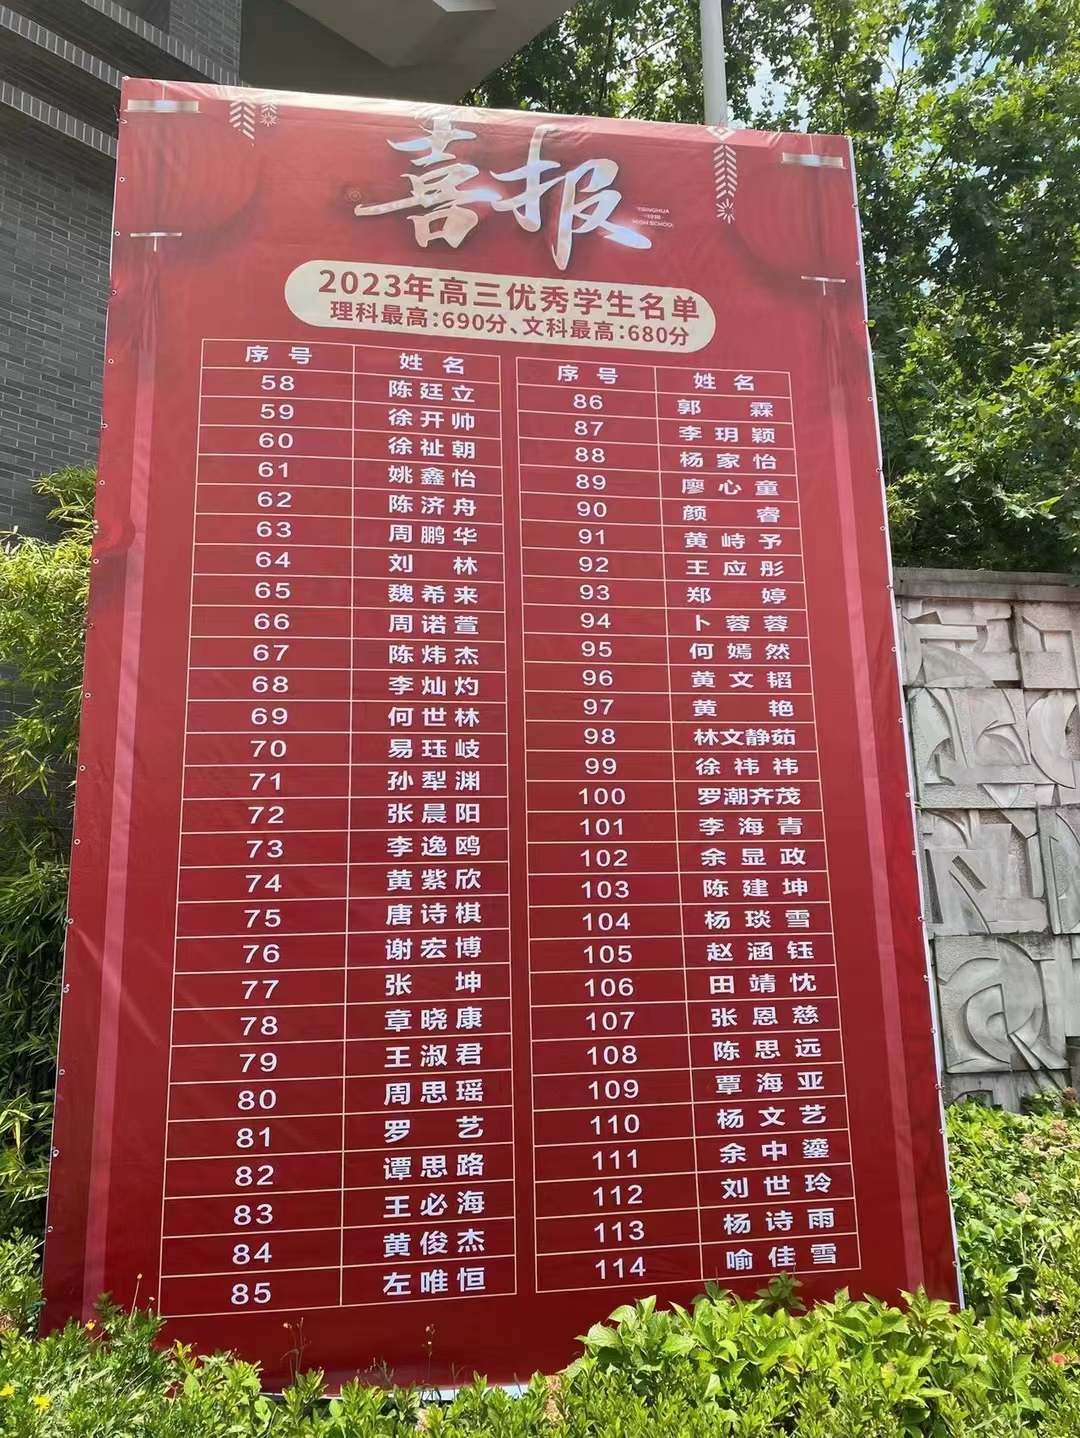 喜报
TSINGHUA
·1938·
HIGH SCHOOL
2023年高三优秀学生名单
理科最高:690分、文科最高:680分
序 号 姓 名
58 陈廷立
59 徐开帅
60 徐祉朝
61 姚鑫怡
62 陈济舟
63 周鹏华
64 刘林
65 魏希来
66 周诺萱
67 陈炜杰
68 李灿灼
69 何世林
70 易珏岐
71 孙犁渊
72 张晨阳
73 李逸鸥
74 黄紫欣
75 唐诗棋
76 谢宏博
77 张坤
78 章晓康
79 王淑君
80 周思瑶
81 罗艺
82 谭思路
83 王必海
84 黄俊杰
85 左唯恒
序 号 姓 名
86 郭霖
87 李玥颖
88 杨家怡
89 廖心童
90 颜睿
91 黄峙予
92 王应彤
93 郑婷
94 卜蓉蓉
95 何嫣然
96 黄文韬
97 黄艳
98 林文静茹
99 徐祎祎
100 罗潮齐茂
101 李海青
102 余显政
103 陈建坤
104 杨琰雪
105 赵涵钰
106 田靖忱
107 张恩慈
108 陈思远
109 覃海亚
110 杨文艺
111 余中鎏
112 刘世玲
113 杨诗雨
114 喻佳雪